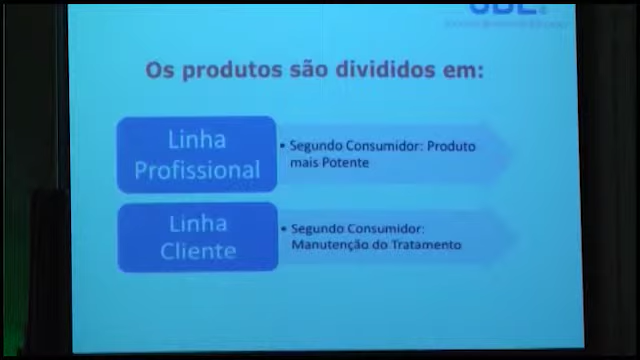 Os produtos são divididos em:
Linha
Profissional
• Segundo Consumidor: Produto
mais Potente
Linha
Cliente
• Segundo Consumidor:
Manutenção do Tratamento